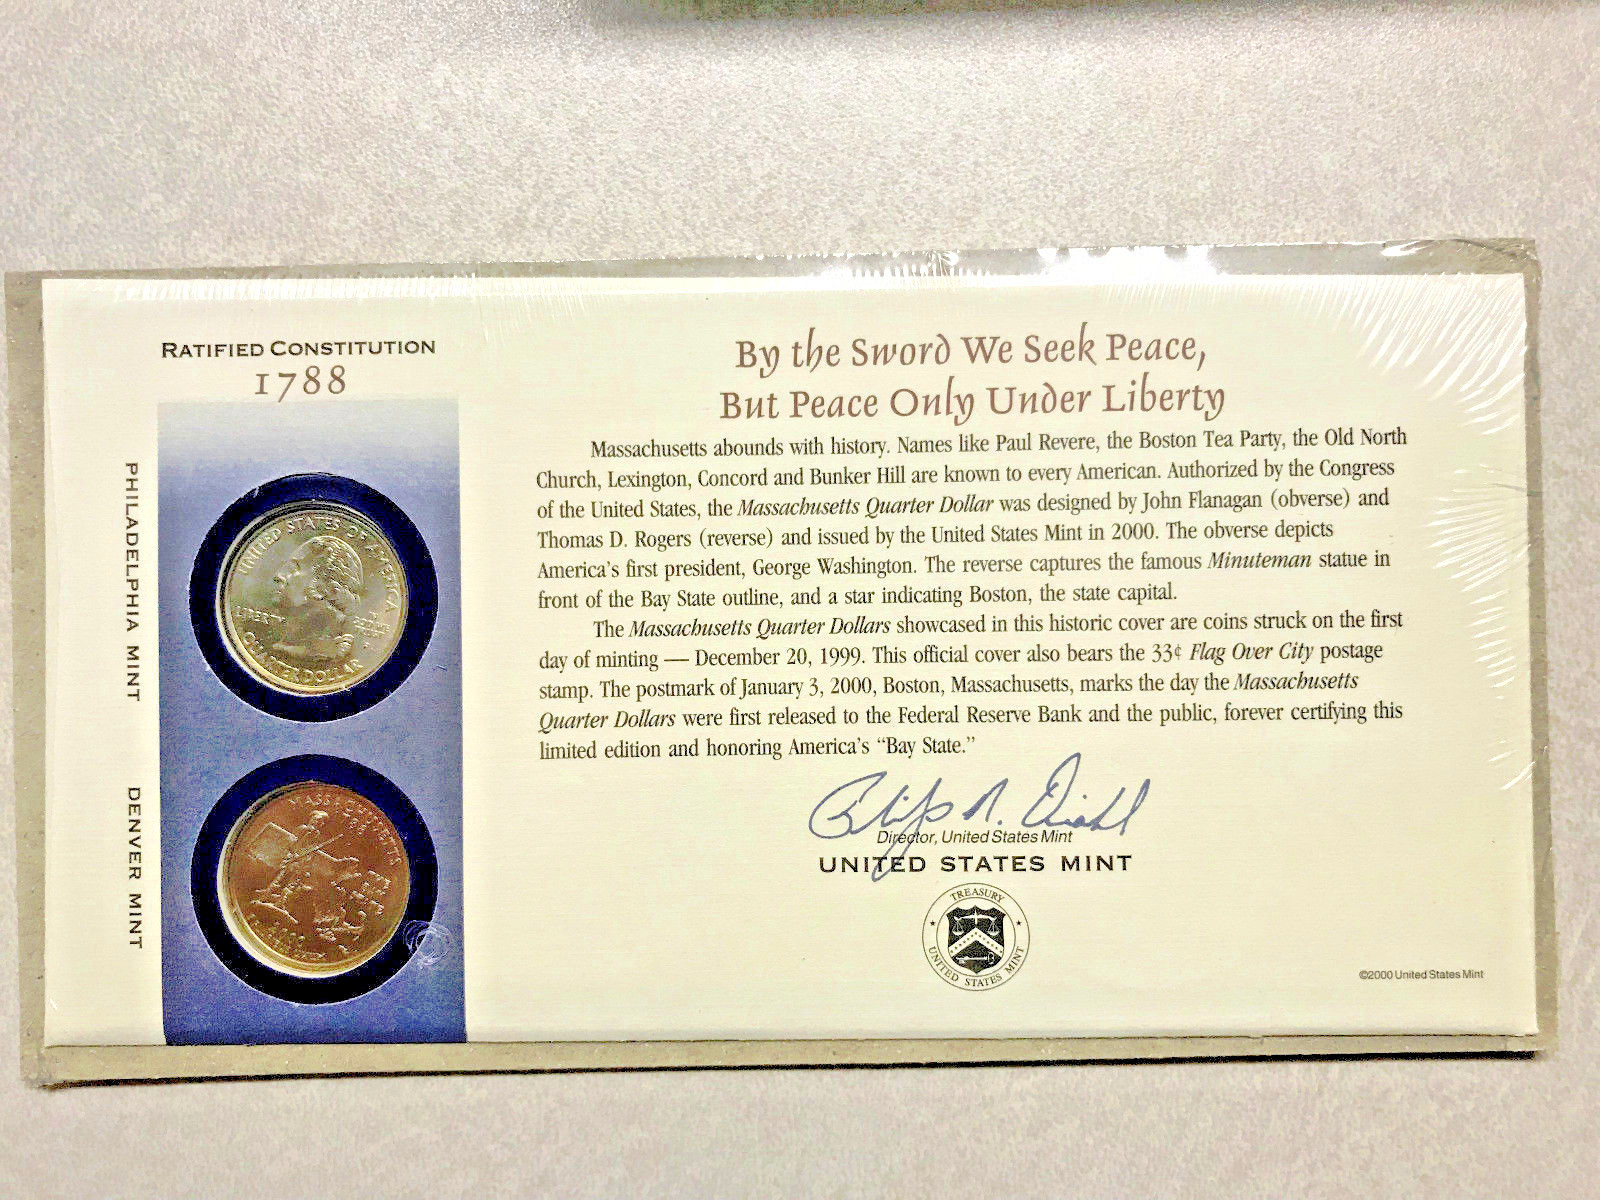 RATIFIED CONSTITUTION
1788
PHILADELPHIA MINT
DENVER MINT
UNITED STATES OF AMERICA
LIBERTY
QUARTER DOLLAR
MASSACHUSETTS
1788
2000
By the Sword We Seek Peace,
But Peace Only Under Liberty
Massachusetts abounds with history. Names like Paul Revere, the Boston Tea Party, the Old North
Church, Lexington, Concord and Bunker Hill are known to every American. Authorized by the Congress
of the United States, the Massachusetts Quarter Dollar was designed by John Flanagan (obverse) and
Thomas D. Rogers (reverse) and issued by the United States Mint in 2000. The obverse depicts
America's first president, George Washington. The reverse captures the famous Minuteman statue in
front of the Bay State outline, and a star indicating Boston, the state capital.
The Massachusetts Quarter Dollars showcased in this historic cover are coins struck on the first
day of minting — December 20, 1999. This official cover also bears the 33¢ Flag Over City postage
stamp. The postmark of January 3, 2000, Boston, Massachusetts, marks the day the Massachusetts
Quarter Dollars were first released to the Federal Reserve Bank and the public, forever certifying this
limited edition and honoring America's “Bay State.”
Philip N. Diehl
Director, United States Mint
UNITED STATES MINT
TREASURY
UNITED STATES MINT
©2000 United States Mint